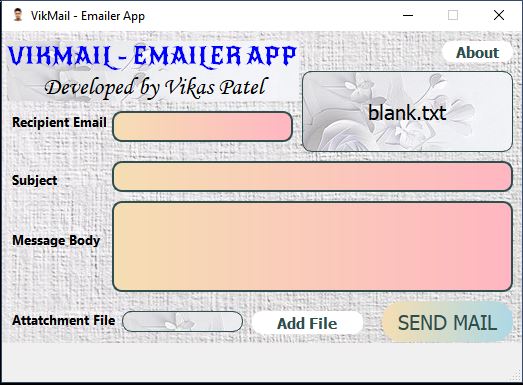 VikMail - Emailer App
VIKMAIL - EMAILER APP
About
Developed by Vikas Patel
blank.txt
Recipient Email
Subject
Message Body
Attatchment File
Add File
SEND MAIL